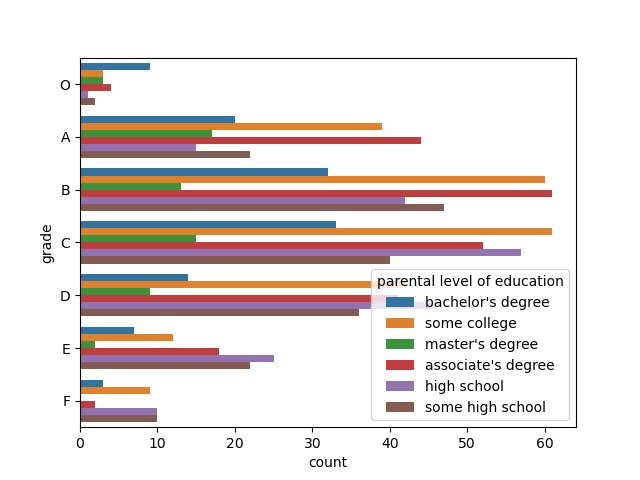 O
A
B
C
D
E
F
grade
0 10 20 30 40 50 60
count
parental level of education
bachelor's degree
some college
master's degree
associate's degree
high school
some high school